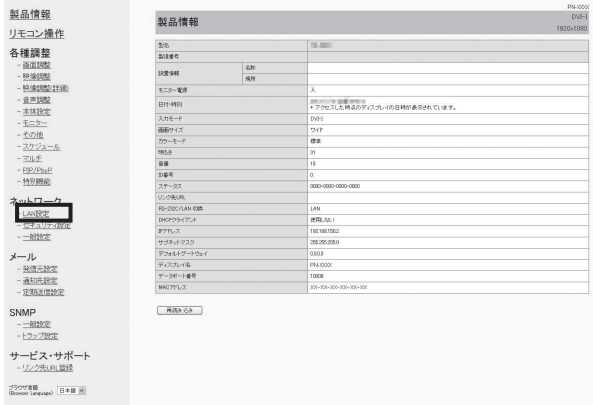 製品情報
リモコン操作
各種調整
- 画面調整
- 映像調整
- 映像調整(詳細)
- 音声調整
- 本体設定
- モニター
- その他
- スケジュール
- マルチ
- PIP/PbyP
- 特別機能
ネットワーク
- LAN設定
- セキュリティ設定
- 一般設定
メール
- 発信元設定
- 通知先設定
- 定期送信設定
SNMP
- 一般設定
- トラップ設定
サービス・サポート
- リンク先URL登録
ブラウザ言語
(Browser Language) 日本語
PN-XXXX
製品情報 DVI-I
1920x1080
型名
製造番号
設置情報 名称
場所
モニター電源 入
日付・時刻
* アクセスした時点のディスプレイの日時が表示されています。
入力モード DVI-I
画面サイズ ワイド
カラーモード 標準
明るさ 31
音量 15
ID番号 0
ステータス 0000-0000-0000-0000
リンク先URL
RS-232C/LAN 切換 LAN
DHCPクライアント 使用しない
IPアドレス 192.168.150.2
サブネットマスク 255.255.255.0
デフォルトゲートウェイ 0.0.0.0
ディスプレイ名 PN-XXXX
データポート番号 10008
MACアドレス XX-XX-XX-XX-XX-XX
再読み込み